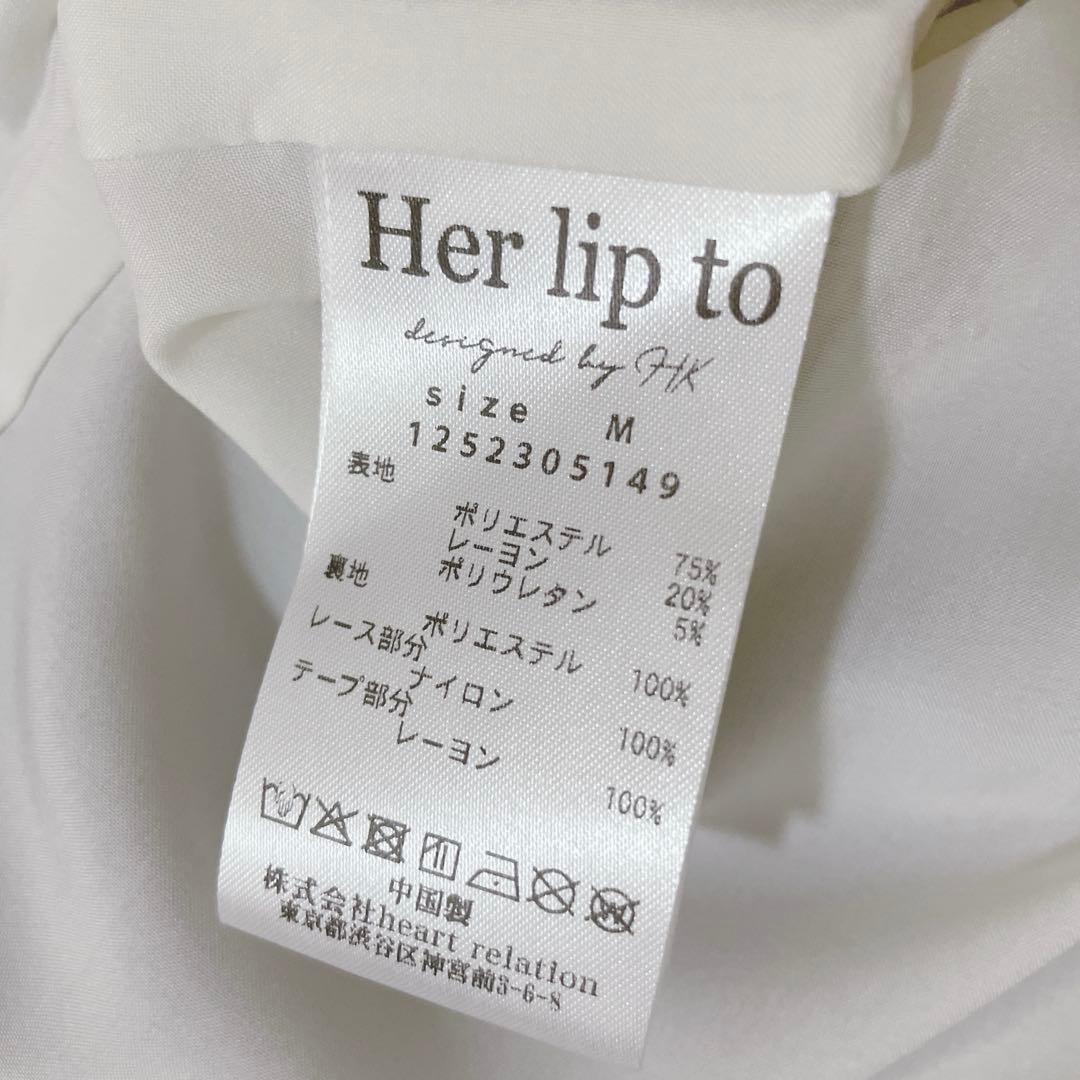 Her lip to
designed by HK
size M
1252305149
表地
ポリエステル 75%
レーヨン 20%
ポリウレタン 5%
裏地
ポリエステル 100%
レース部分
ナイロン 100%
テープ部分
レーヨン 100%
中国製
株式会社heart relation
東京都渋谷区神宮前3-6-8